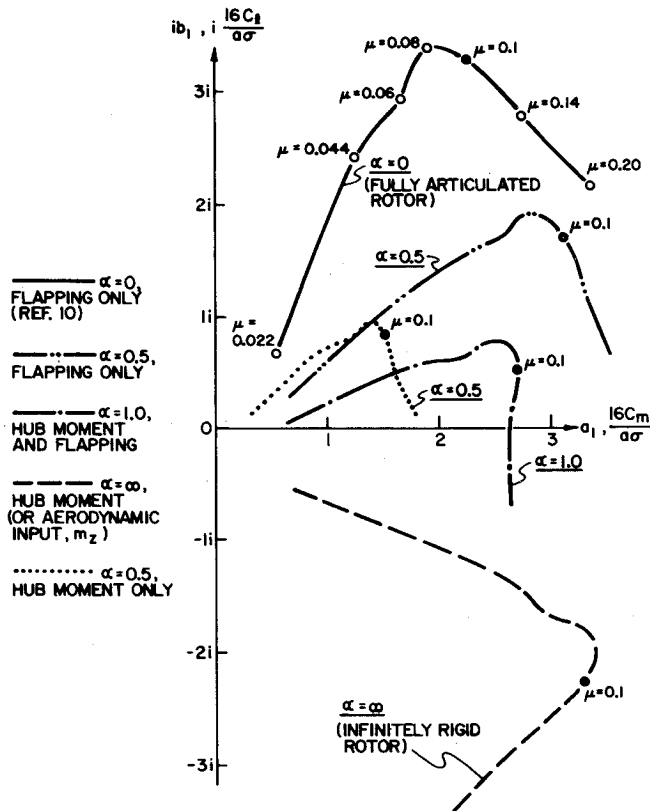 ib₁ , i 16Cℓ/aσ
3i
2i
1i
0
-1i
-2i
-3i
1
2
3
a₁ , 16Cm/aσ
μ=0.08
μ=0.1
μ=0.06
μ=0.14
μ=0.044
μ=0.20
α=0
(FULLY ARTICULATED
ROTOR)
μ=
0.022
μ=0.1
α=0.5
μ=0.1
α=0.5
μ=0.1
α=1.0
μ=0.1
α=∞
(INFINITELY RIGID
ROTOR)
α=0,
FLAPPING ONLY
(REF. 10)
α=0.5,
FLAPPING ONLY
α=1.0,
HUB MOMENT
AND FLAPPING
α=∞,
HUB MOMENT
(OR AERODYNAMIC
INPUT, mz)
α=0.5,
HUB MOMENT ONLY